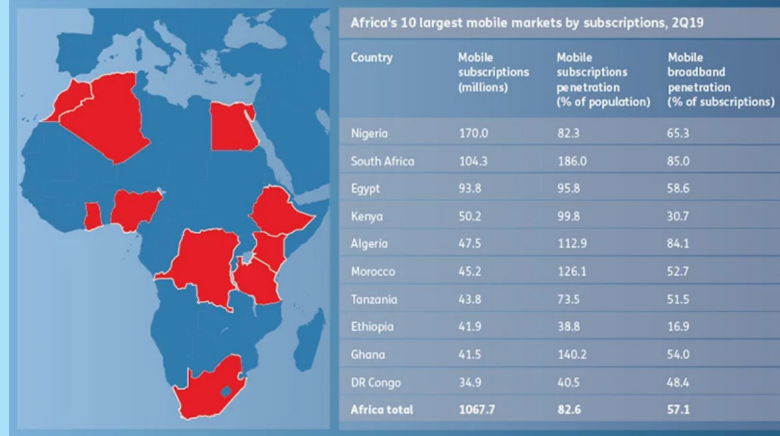 Africa's 10 largest mobile markets by subscriptions, 2Q19
Country Mobile subscriptions (millions) Mobile subscriptions penetration (% of population) Mobile broadband penetration (% of subscriptions)
Nigeria 170.0 82.3 65.3
South Africa 104.3 186.0 85.0
Egypt 93.8 95.8 58.6
Kenya 50.2 99.8 30.7
Algeria 47.5 112.9 84.1
Morocco 45.2 126.1 52.7
Tanzania 43.8 73.5 51.5
Ethiopia 41.9 38.8 16.9
Ghana 41.5 140.2 54.0
DR Congo 34.9 40.5 48.4
Africa total 1067.7 82.6 57.1